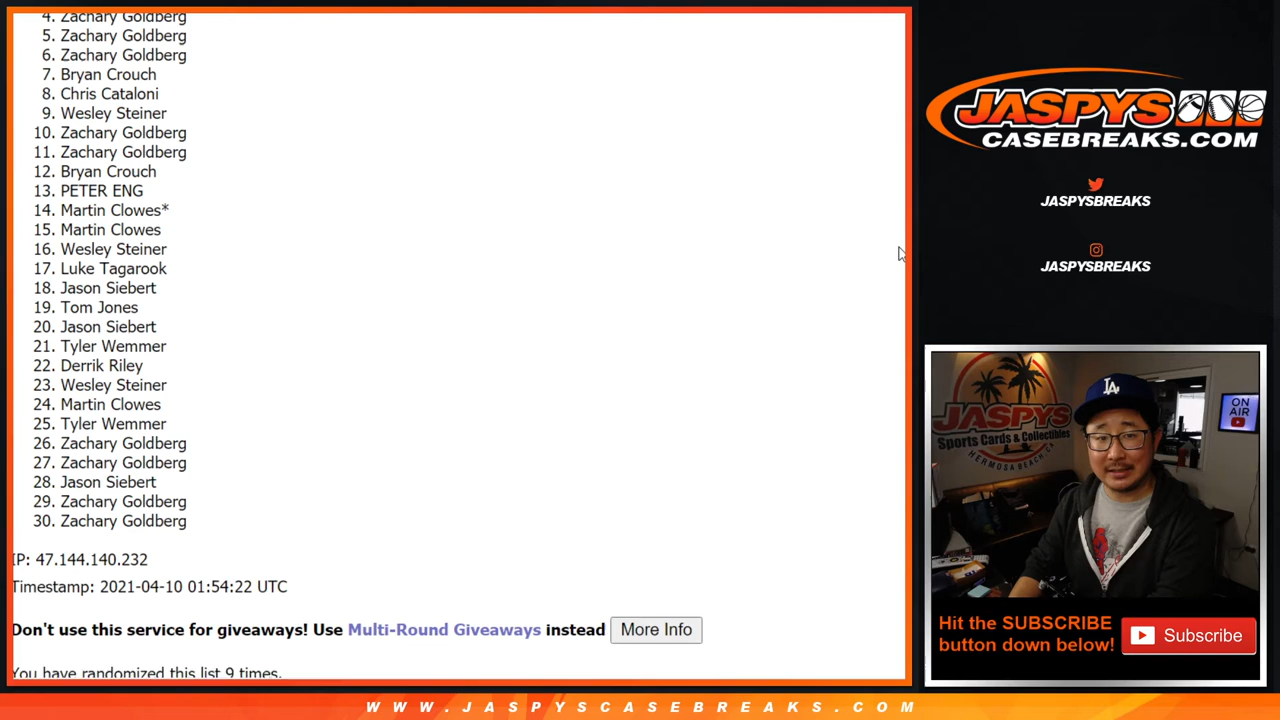 4. Zachary Goldberg
5. Zachary Goldberg
6. Zachary Goldberg
7. Bryan Crouch
8. Chris Cataloni
9. Wesley Steiner
10. Zachary Goldberg
11. Zachary Goldberg
12. Bryan Crouch
13. PETER ENG
14. Martin Clowes*
15. Martin Clowes
16. Wesley Steiner
17. Luke Tagarook
18. Jason Siebert
19. Tom Jones
20. Jason Siebert
21. Tyler Wemmer
22. Derrik Riley
23. Wesley Steiner
24. Martin Clowes
25. Tyler Wemmer
26. Zachary Goldberg
27. Zachary Goldberg
28. Jason Siebert
29. Zachary Goldberg
30. Zachary Goldberg
IP: 47.144.140.232
Timestamp: 2021-04-10 01:54:22 UTC
Don't use this service for giveaways! Use Multi-Round Giveaways instead More Info
You have randomized this list 9 times.
JASPYS
CASEBREAKS.COM
JASPYSBREAKS
JASPYSBREAKS
JASPYS
Sports Cards & Collectibles
HERMOSA BEACH, CA
LA
ON
AIR
Hit the SUBSCRIBE
button down below!
Subscribe
WWW.JASPYSCASEBREAKS.COM